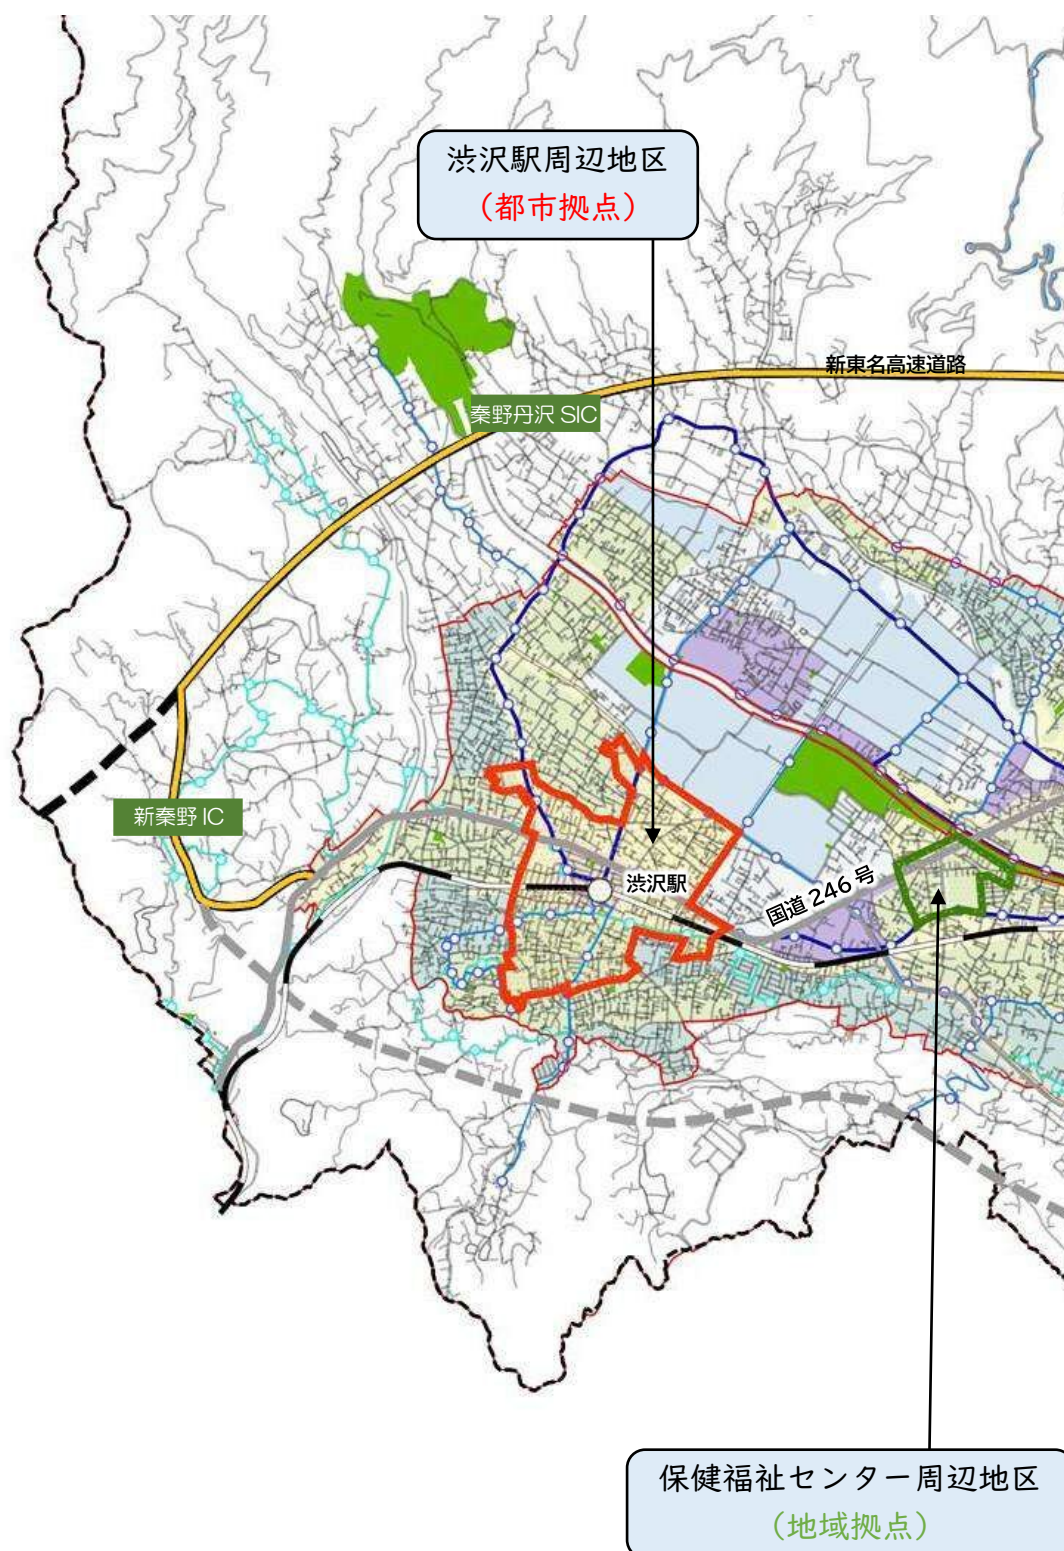 渋沢駅周辺地区
（都市拠点）
新東名高速道路
秦野丹沢 SIC
新秦野 IC
渋沢駅
国道 246 号
保健福祉センター周辺地区
（地域拠点）